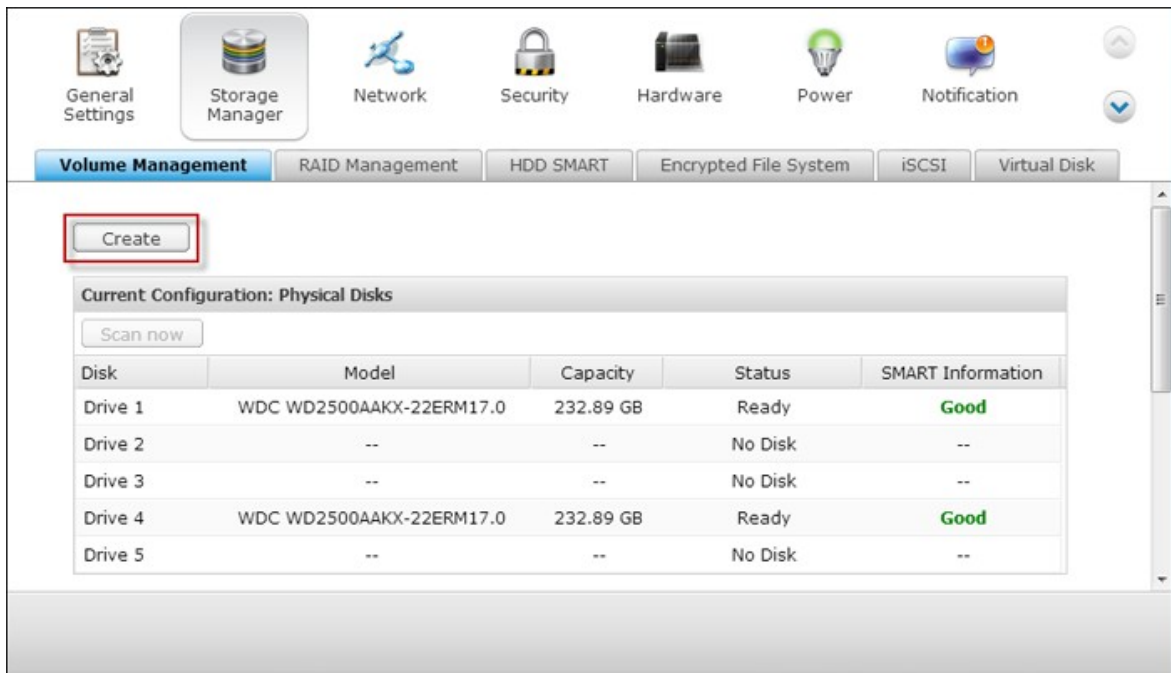 General Settings
Storage Manager
Network
Security
Hardware
Power
Notification
Volume Management
RAID Management
HDD SMART
Encrypted File System
iSCSI
Virtual Disk
Create
Current Configuration: Physical Disks
Scan now
Disk Model Capacity Status SMART Information
Drive 1 WDC WD2500AAKX-22ERM17.0 232.89 GB Ready Good
Drive 2 -- -- No Disk --
Drive 3 -- -- No Disk --
Drive 4 WDC WD2500AAKX-22ERM17.0 232.89 GB Ready Good
Drive 5 -- -- No Disk --